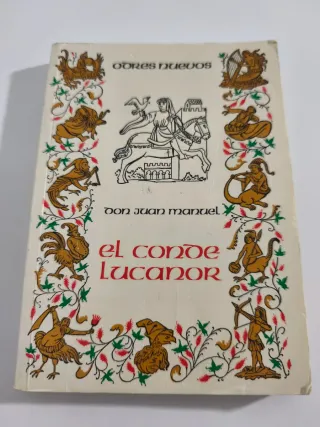 ODRES NUEVOS
DON JUAN MANUEL
EL CONDE
LUCANOR